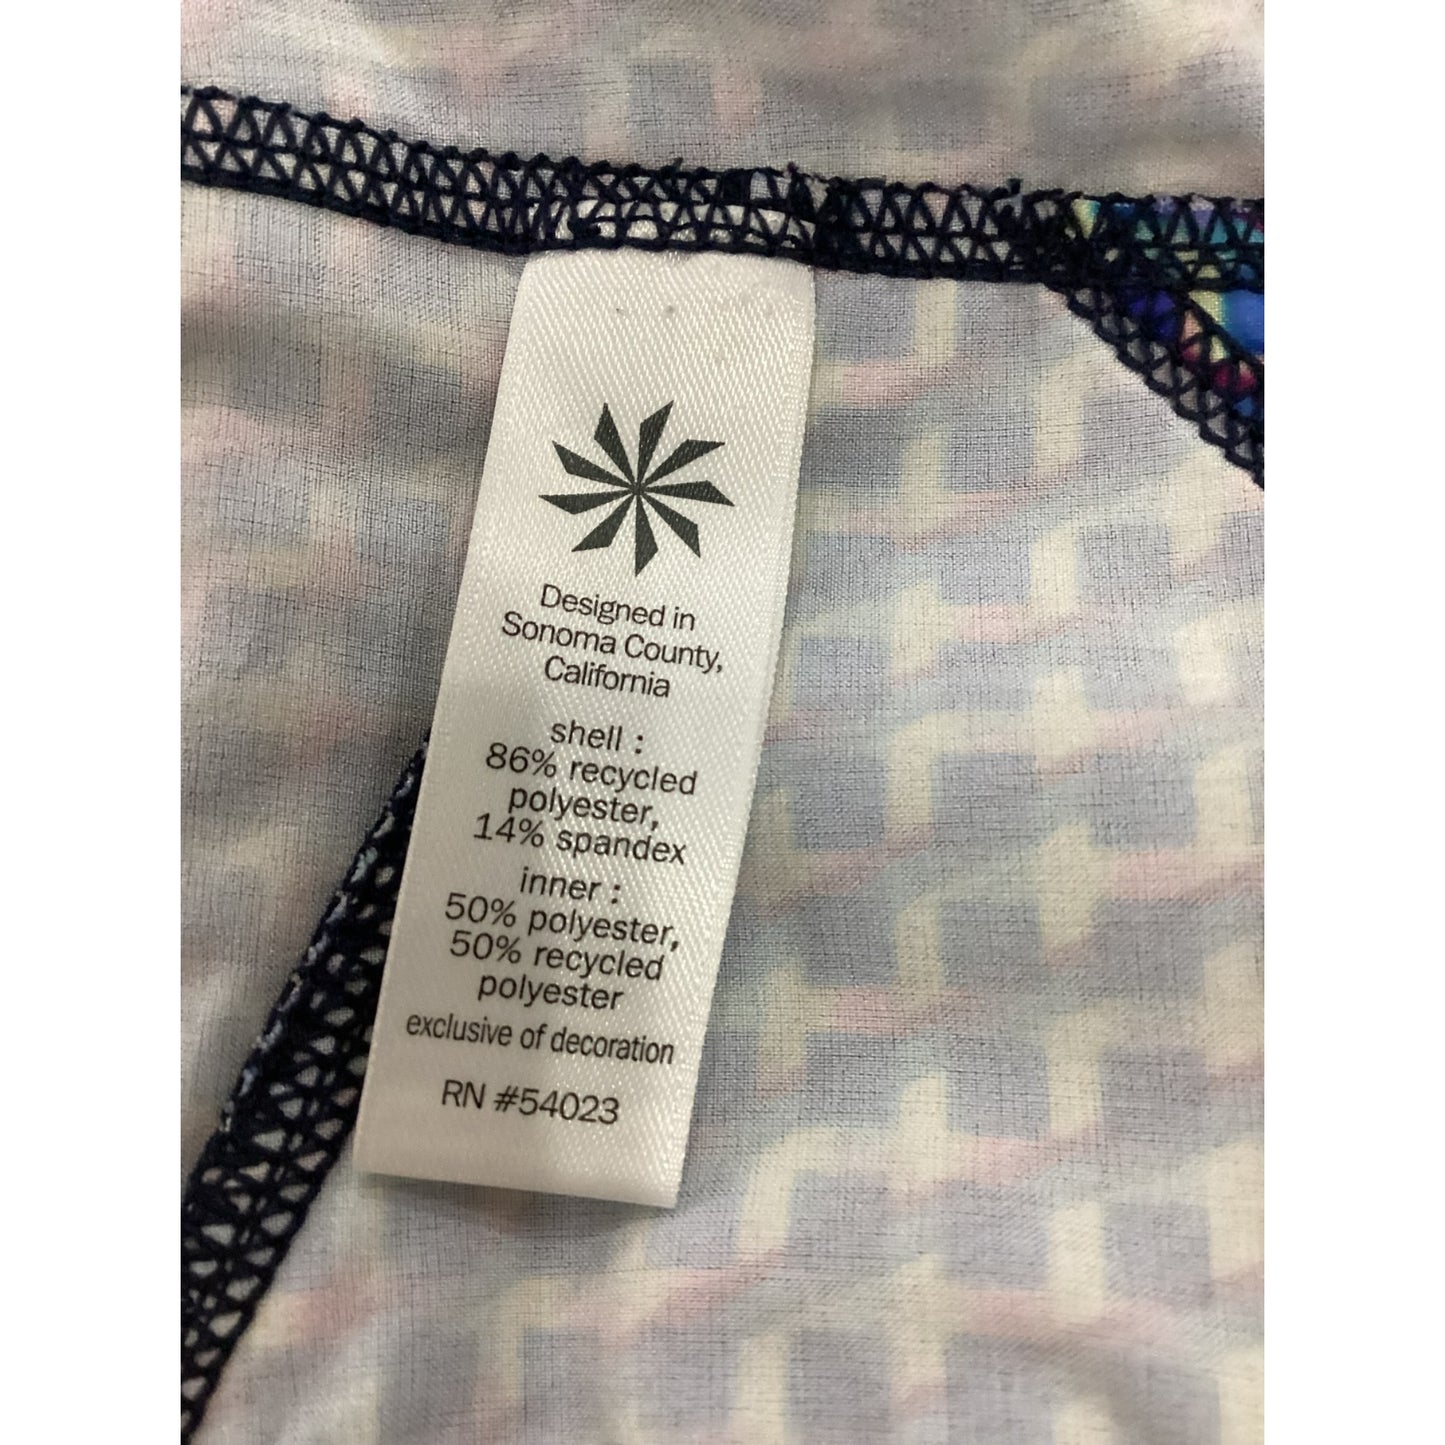 Designed in
Sonoma County,
California
shell :
86% recycled
polyester,
14% spandex
inner :
50% polyester,
50% recycled
polyester
exclusive of decoration
RN #54023